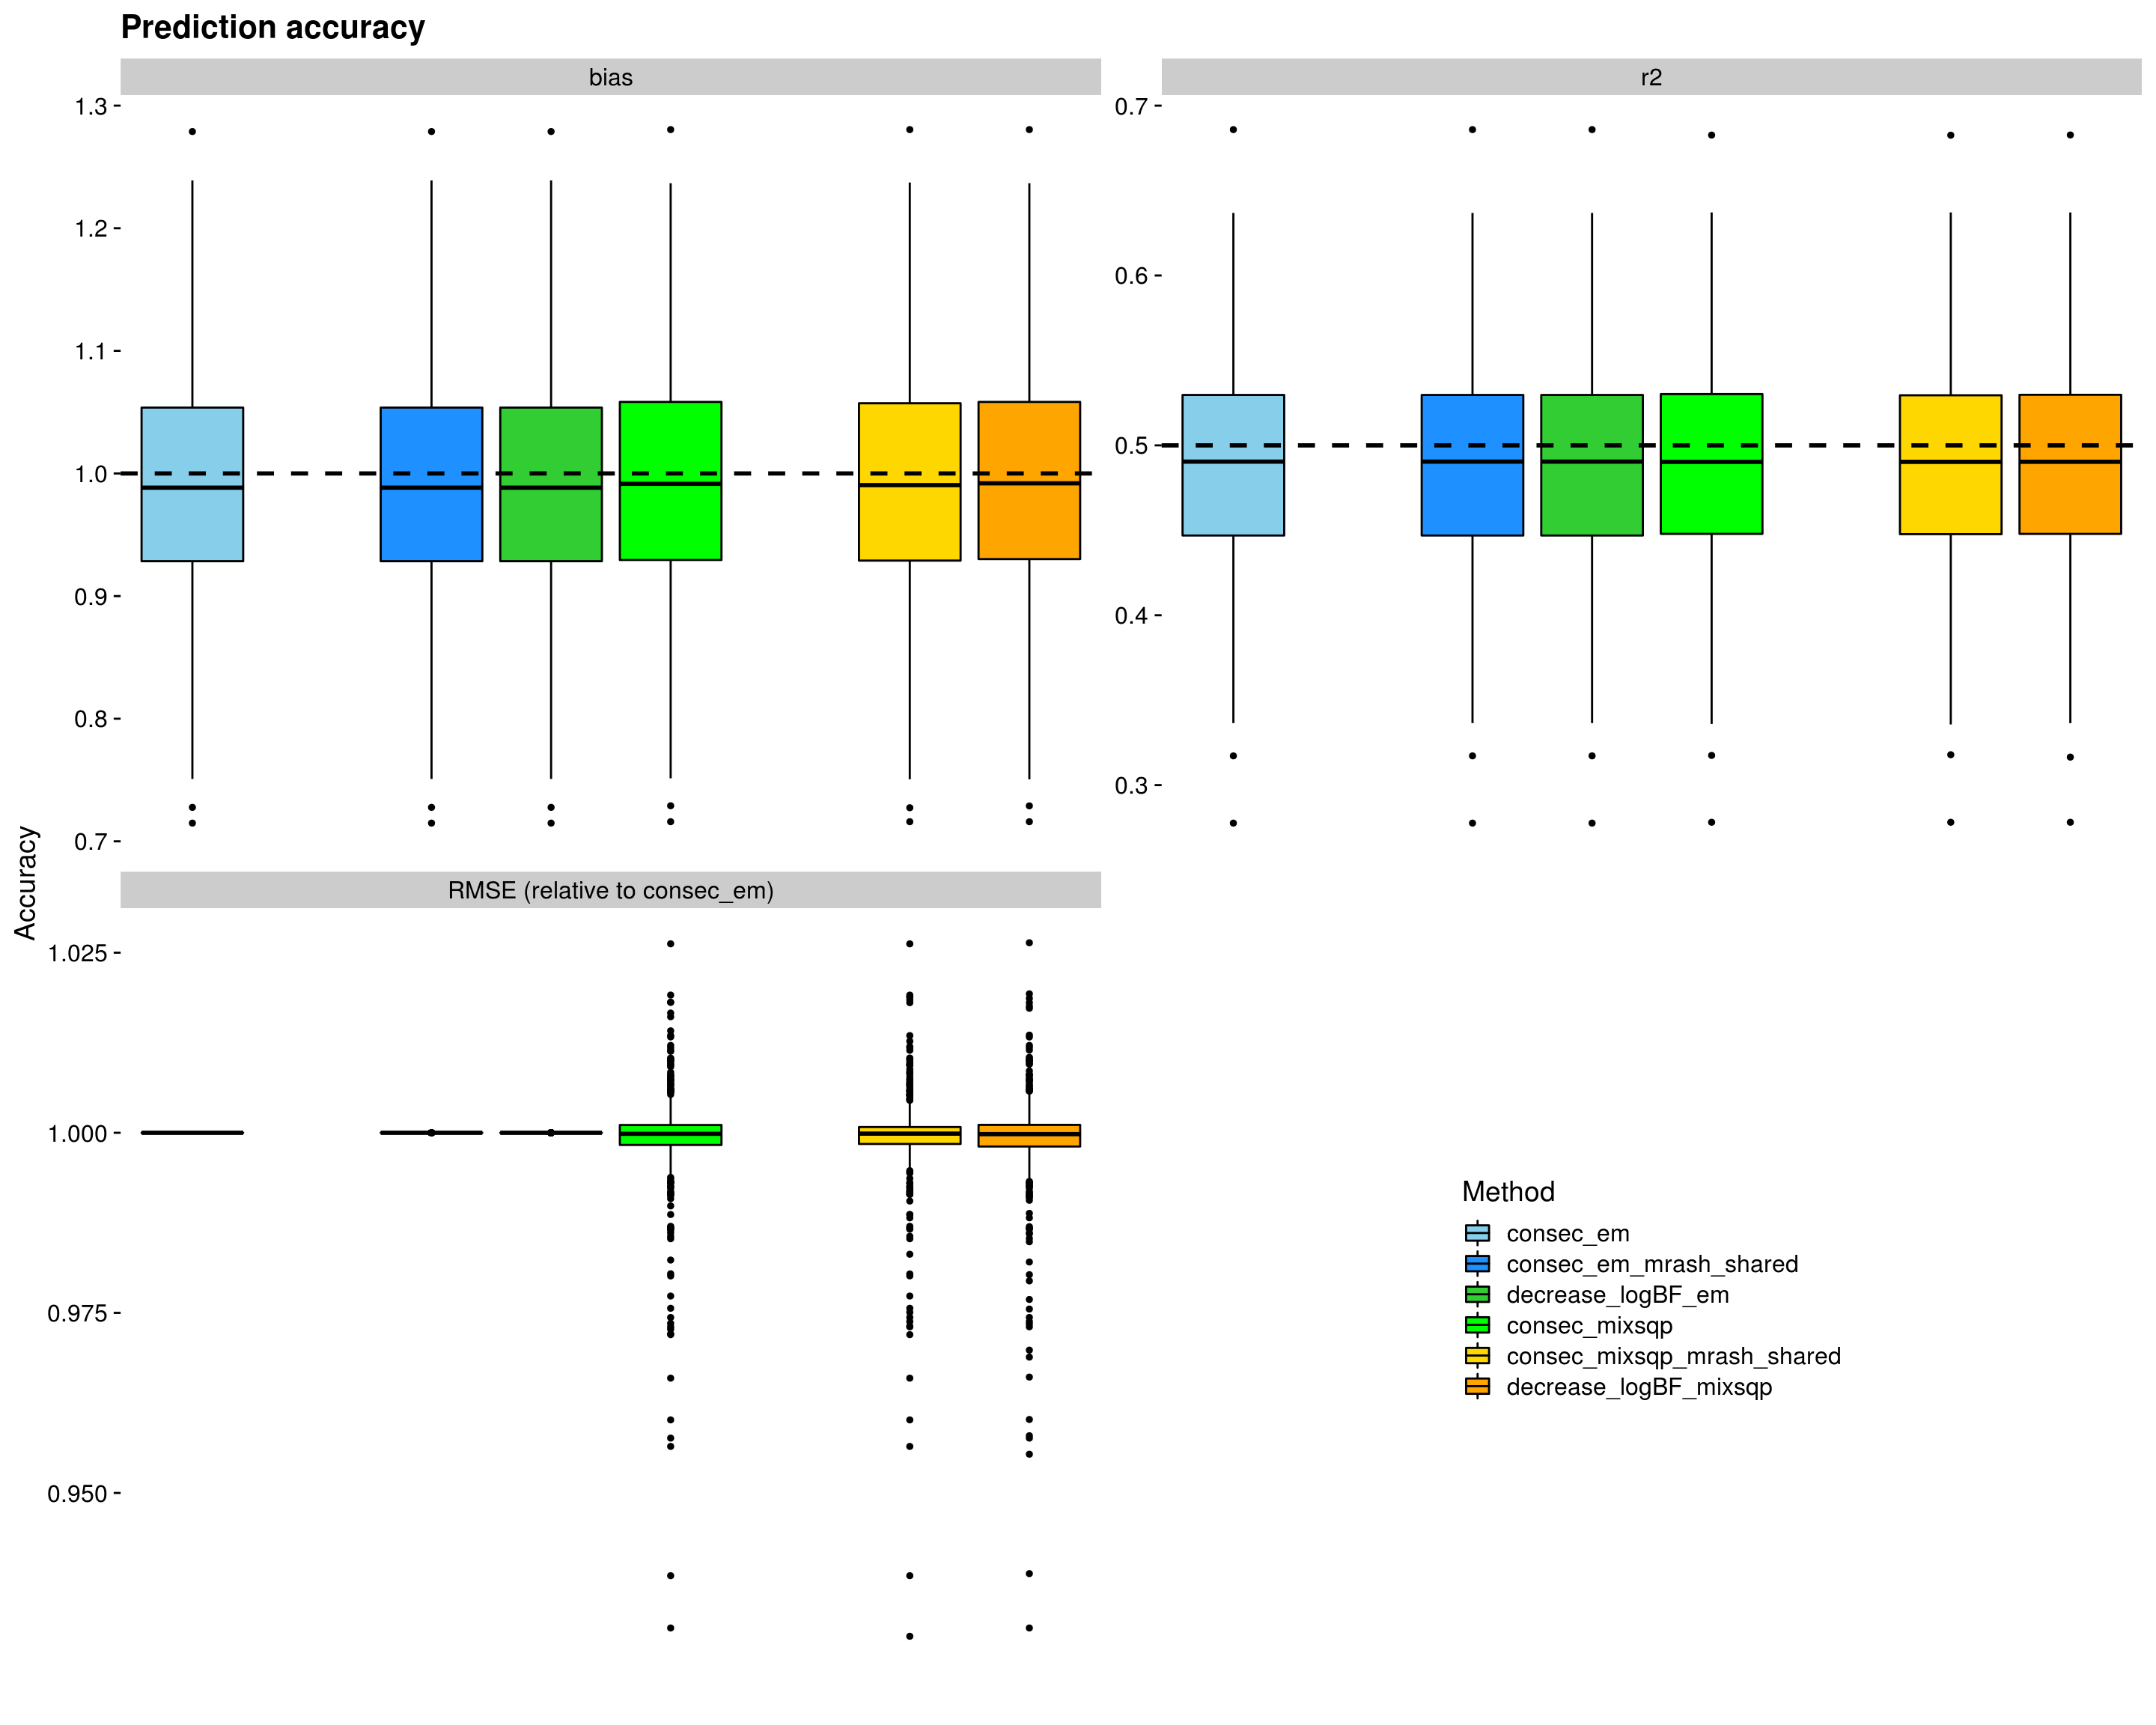 Prediction accuracy
bias
r2
1.3
1.2
1.1
1.0
0.9
0.8
0.7
0.7
0.6
0.5
0.4
0.3
Accuracy
RMSE (relative to consec_em)
1.025
1.000
0.975
0.950
Method
consec_em
consec_em_mrash_shared
decrease_logBF_em
consec_mixsqp
consec_mixsqp_mrash_shared
decrease_logBF_mixsqp